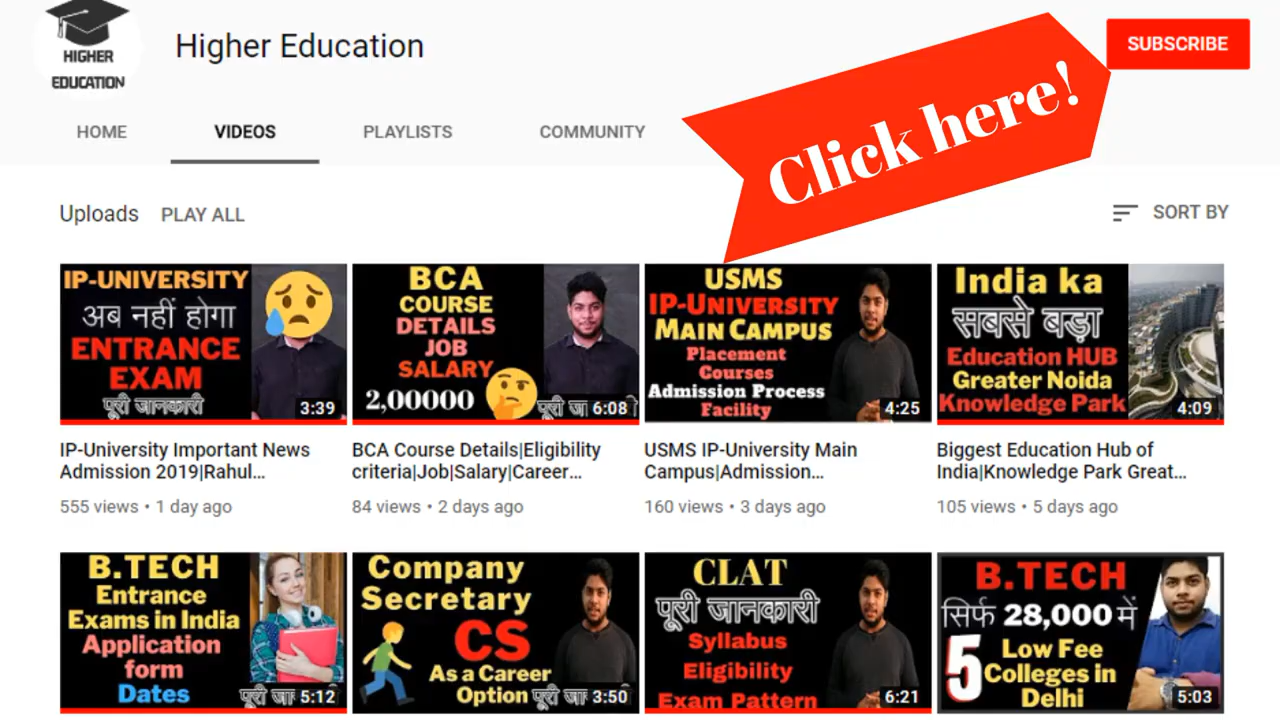 HIGHER
EDUCATION
Higher Education
Click here!
SUBSCRIBE
HOME
VIDEOS
PLAYLISTS
COMMUNITY
Uploads PLAY ALL
SORT BY
IP-UNIVERSITY
अब नहीं होगा
ENTRANCE
EXAM
पूरी जानकारी
3:39
BCA
COURSE
DETAILS
JOB
SALARY
2,00000
6:08
USMS
IP-UNIVERSITY
MAIN CAMPUS
Placement
Courses
Admission Process
Facility
4:25
India ka
सबसे बड़ा
Education HUB
Greater Noida
Knowledge Park
4:09
IP-University Important News
Admission 2019|Rahul...
555 views • 1 day ago
BCA Course Details|Eligibility
criteria|Job|Salary|Career...
84 views • 2 days ago
USMS IP-University Main
Campus|Admission...
160 views • 3 days ago
Biggest Education Hub of
India|Knowledge Park Great...
105 views • 5 days ago
B.TECH
Entrance
Exams in India
Application
form
Dates
5:12
Company
Secretary
CS
As a Career
Option
3:50
CLAT
पूरी जानकारी
Syllabus
Eligibility
Exam Pattern
6:21
B.TECH
सिर्फ 28,000 में
5 Low Fee
Colleges in
Delhi
5:03